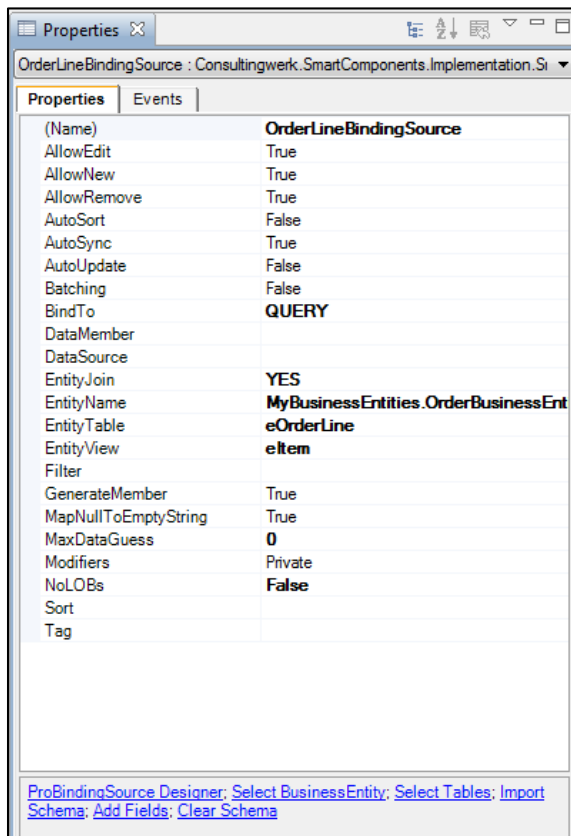 Properties
OrderLineBindingSource : Consultingwerk.SmartComponents.Implementation.
Properties Events
(Name) OrderLineBindingSource
AllowEdit True
AllowNew True
AllowRemove True
AutoSort False
AutoSync True
AutoUpdate False
Batching False
BindTo QUERY
DataMember
DataSource
EntityJoin YES
EntityName MyBusinessEntities.OrderBusinessEnt
EntityTable eOrderLine
EntityView eItem
Filter
GenerateMember True
MapNullToEmptyString True
MaxDataGuess 0
Modifiers Private
NoLOBs False
Sort
Tag
ProBindingSource Designer; Select BusinessEntity; Select Tables; Import
Schema; Add Fields; Clear Schema